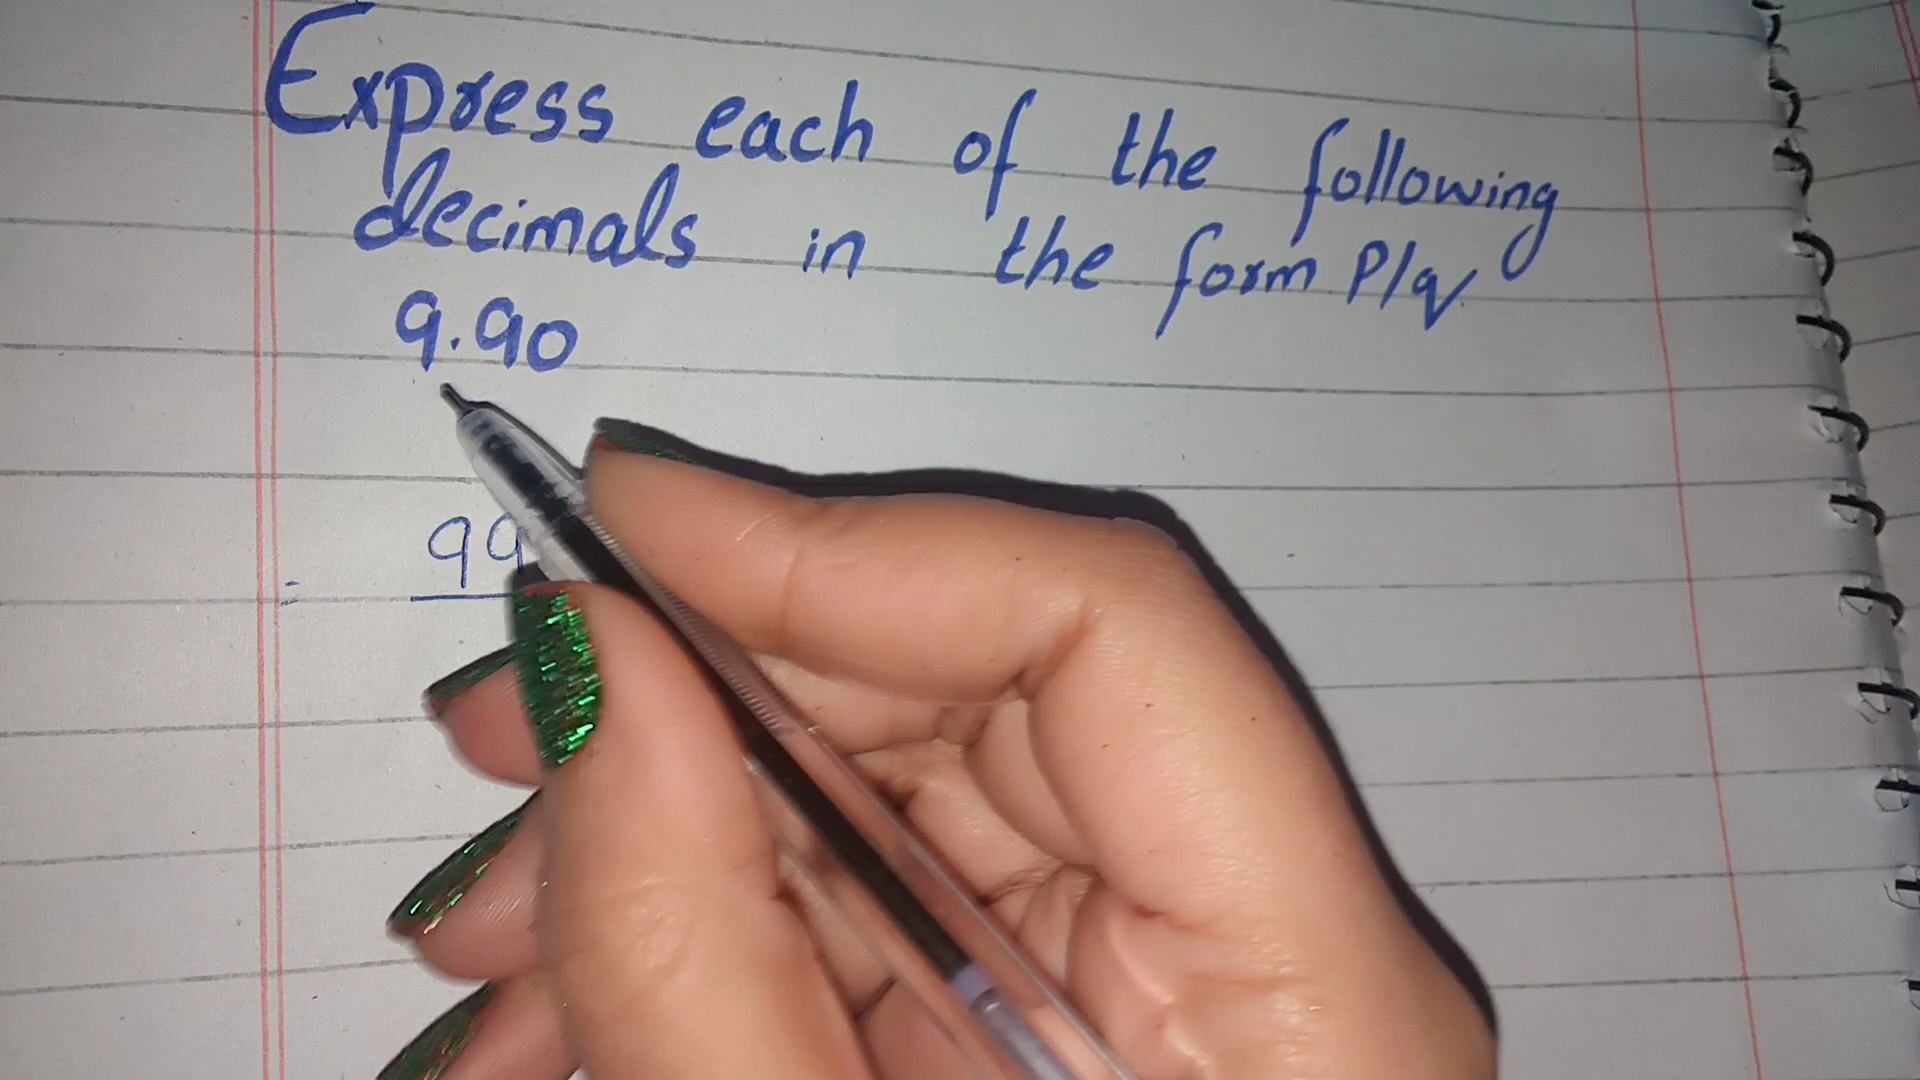 Express each of the following
decimals in the form P/q.
9.90
= 99